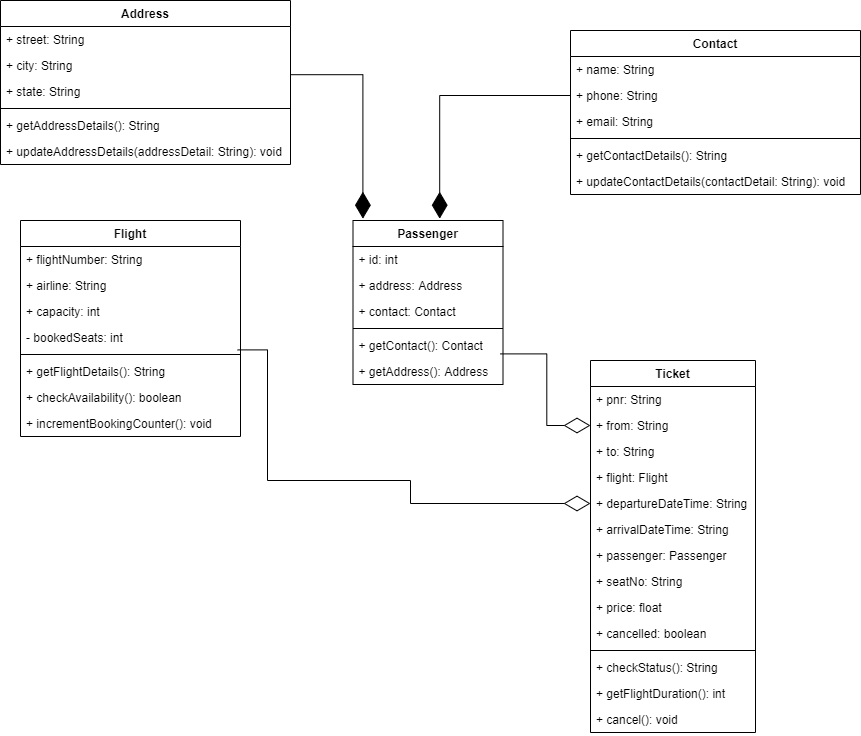 Address
+ street: String
+ city: String
+ state: String
+ getAddressDetails(): String
+ updateAddressDetails(addressDetail: String): void
Contact
+ name: String
+ phone: String
+ email: String
+ getContactDetails(): String
+ updateContactDetails(contactDetail: String): void
Flight
+ flightNumber: String
+ airline: String
+ capacity: int
- bookedSeats: int
+ getFlightDetails(): String
+ checkAvailability(): boolean
+ incrementBookingCounter(): void
Passenger
+ id: int
+ address: Address
+ contact: Contact
+ getContact(): Contact
+ getAddress(): Address
Ticket
+ pnr: String
+ from: String
+ to: String
+ flight: Flight
+ departureDateTime: String
+ arrivalDateTime: String
+ passenger: Passenger
+ seatNo: String
+ price: float
+ cancelled: boolean
+ checkStatus(): String
+ getFlightDuration(): int
+ cancel(): void